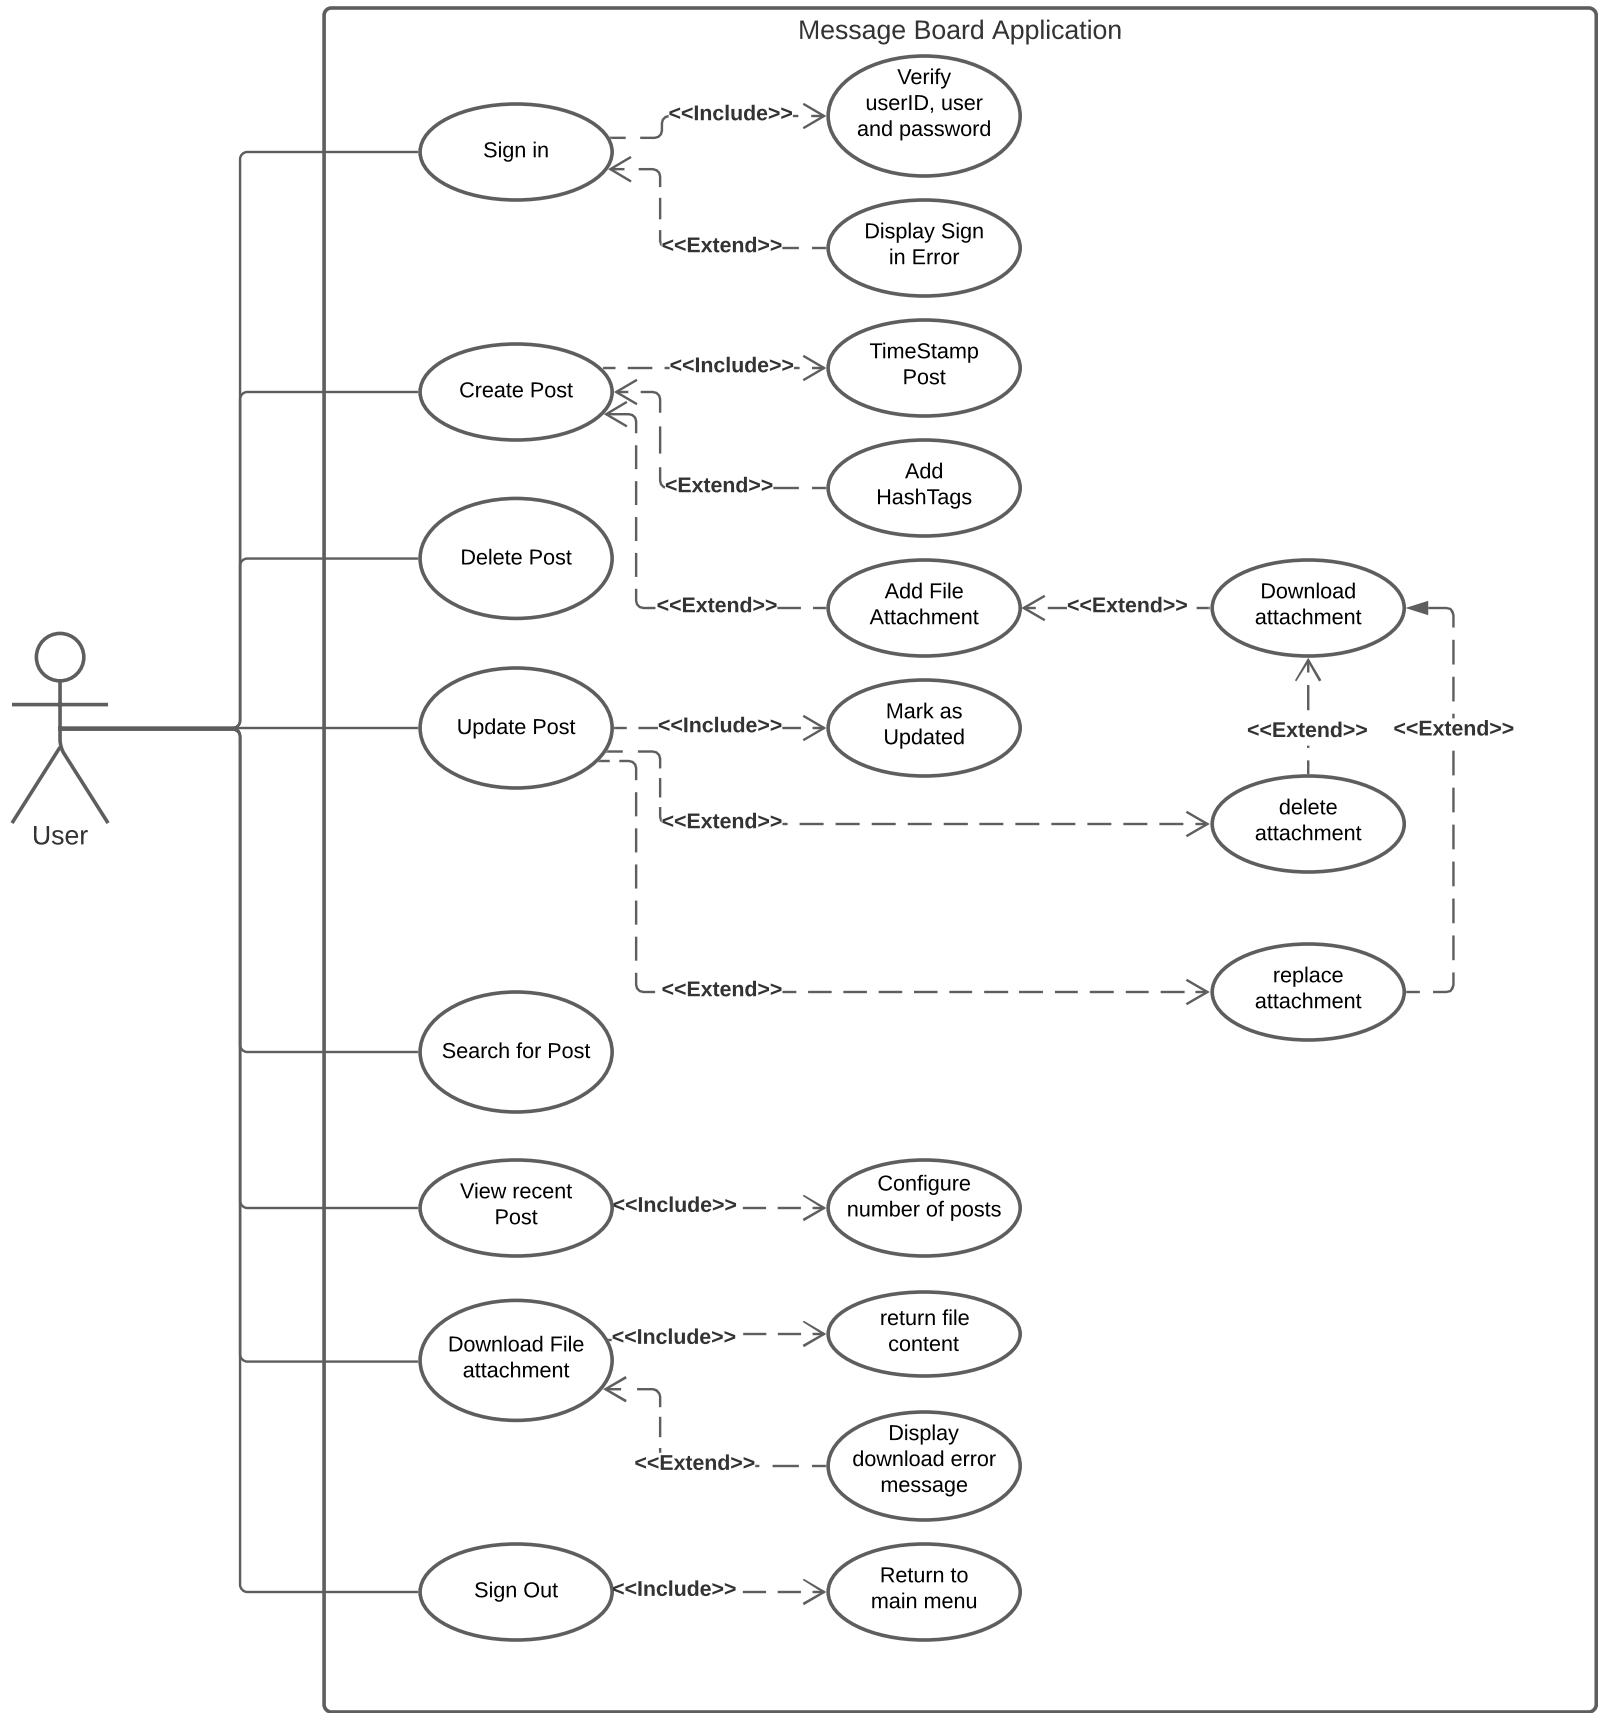 Message Board Application
Verify
userID, user
and password
<<Include>>
Sign in
Display Sign
in Error
<<Extend>>
TimeStamp
Post
<<Include>>
Create Post
Add
HashTags
<Extend>>
Delete Post
Add File
Attachment
<<Extend>>
<<Extend>>
Download
attachment
Update Post
<<Include>>
Mark as
Updated
<<Extend>>
<<Extend>>
User
<<Extend>>
delete
attachment
<<Extend>>
replace
attachment
Search for Post
View recent
Post
<<Include>>
Configure
number of posts
Download File
attachment
<<Include>>
return file
content
<<Extend>>
Display
download error
message
Sign Out
<<Include>>
Return to
main menu